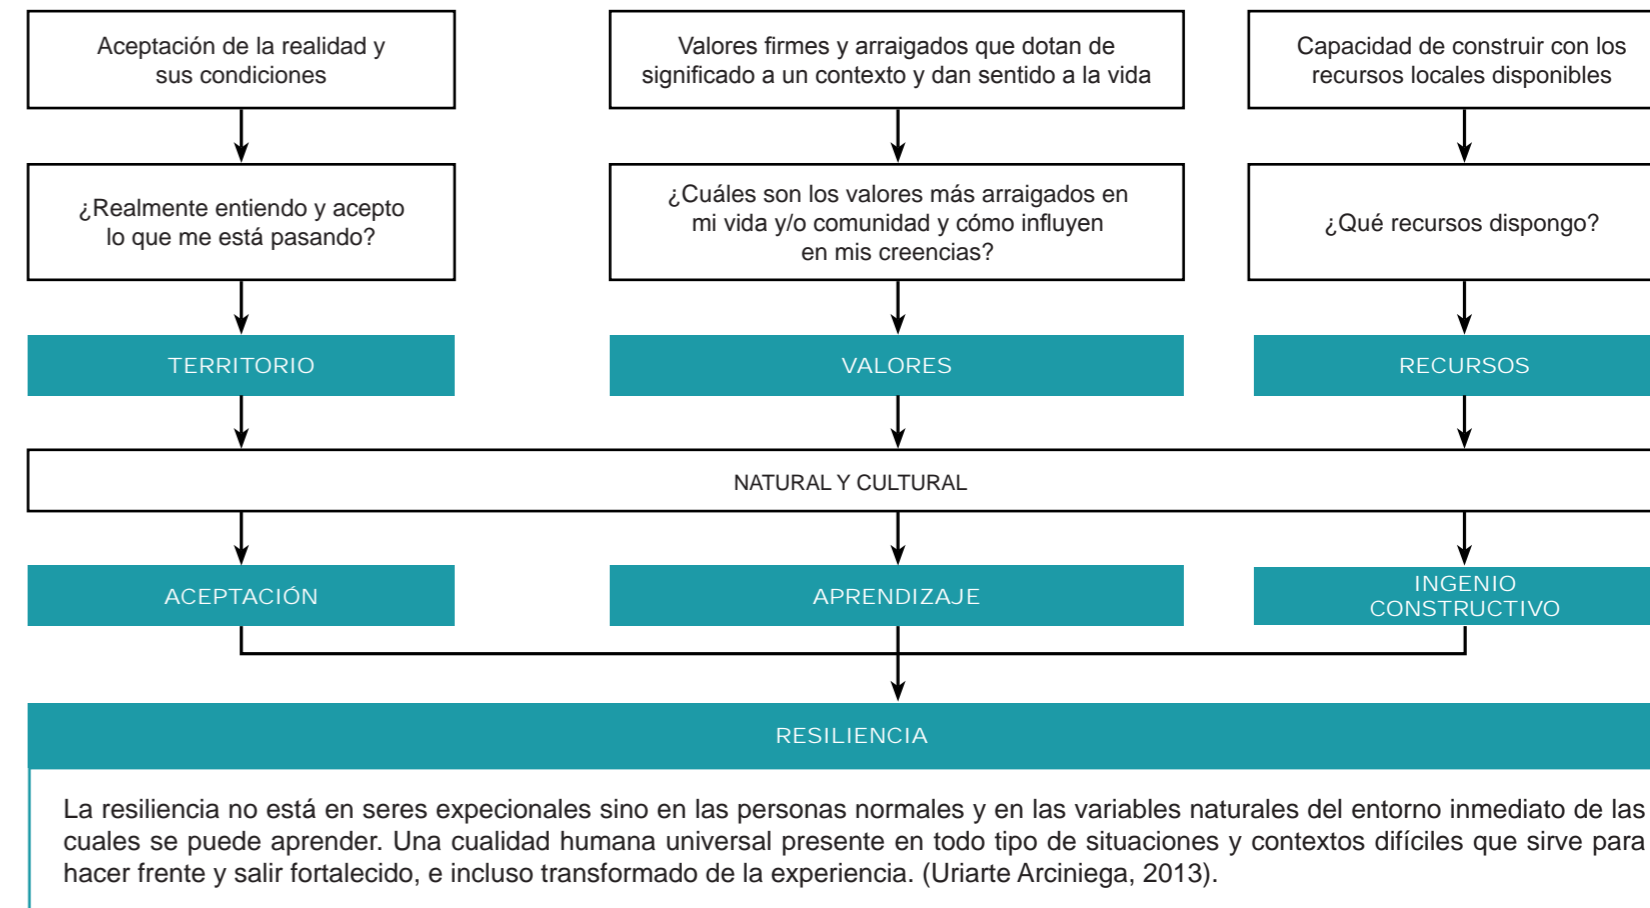 Aceptación de la realidad y
sus condiciones
Valores firmes y arraigados que dotan de
significado a un contexto y dan sentido a la vida
Capacidad de construir con los
recursos locales disponibles
¿Realmente entiendo y acepto
lo que me está pasando?
¿Cuáles son los valores más arraigados en
mi vida y/o comunidad y cómo influyen
en mis creencias?
¿Qué recursos dispongo?
TERRITORIO
VALORES
RECURSOS
NATURAL Y CULTURAL
ACEPTACIÓN
APRENDIZAJE
INGENIO
CONSTRUCTIVO
RESILIENCIA
La resiliencia no está en seres expecionales sino en las personas normales y en las variables naturales del entorno inmediato de las
cuales se puede aprender. Una cualidad humana universal presente en todo tipo de situaciones y contextos difíciles que sirve para
hacer frente y salir fortalecido, e incluso transformado de la experiencia. (Uriarte Arciniega, 2013).